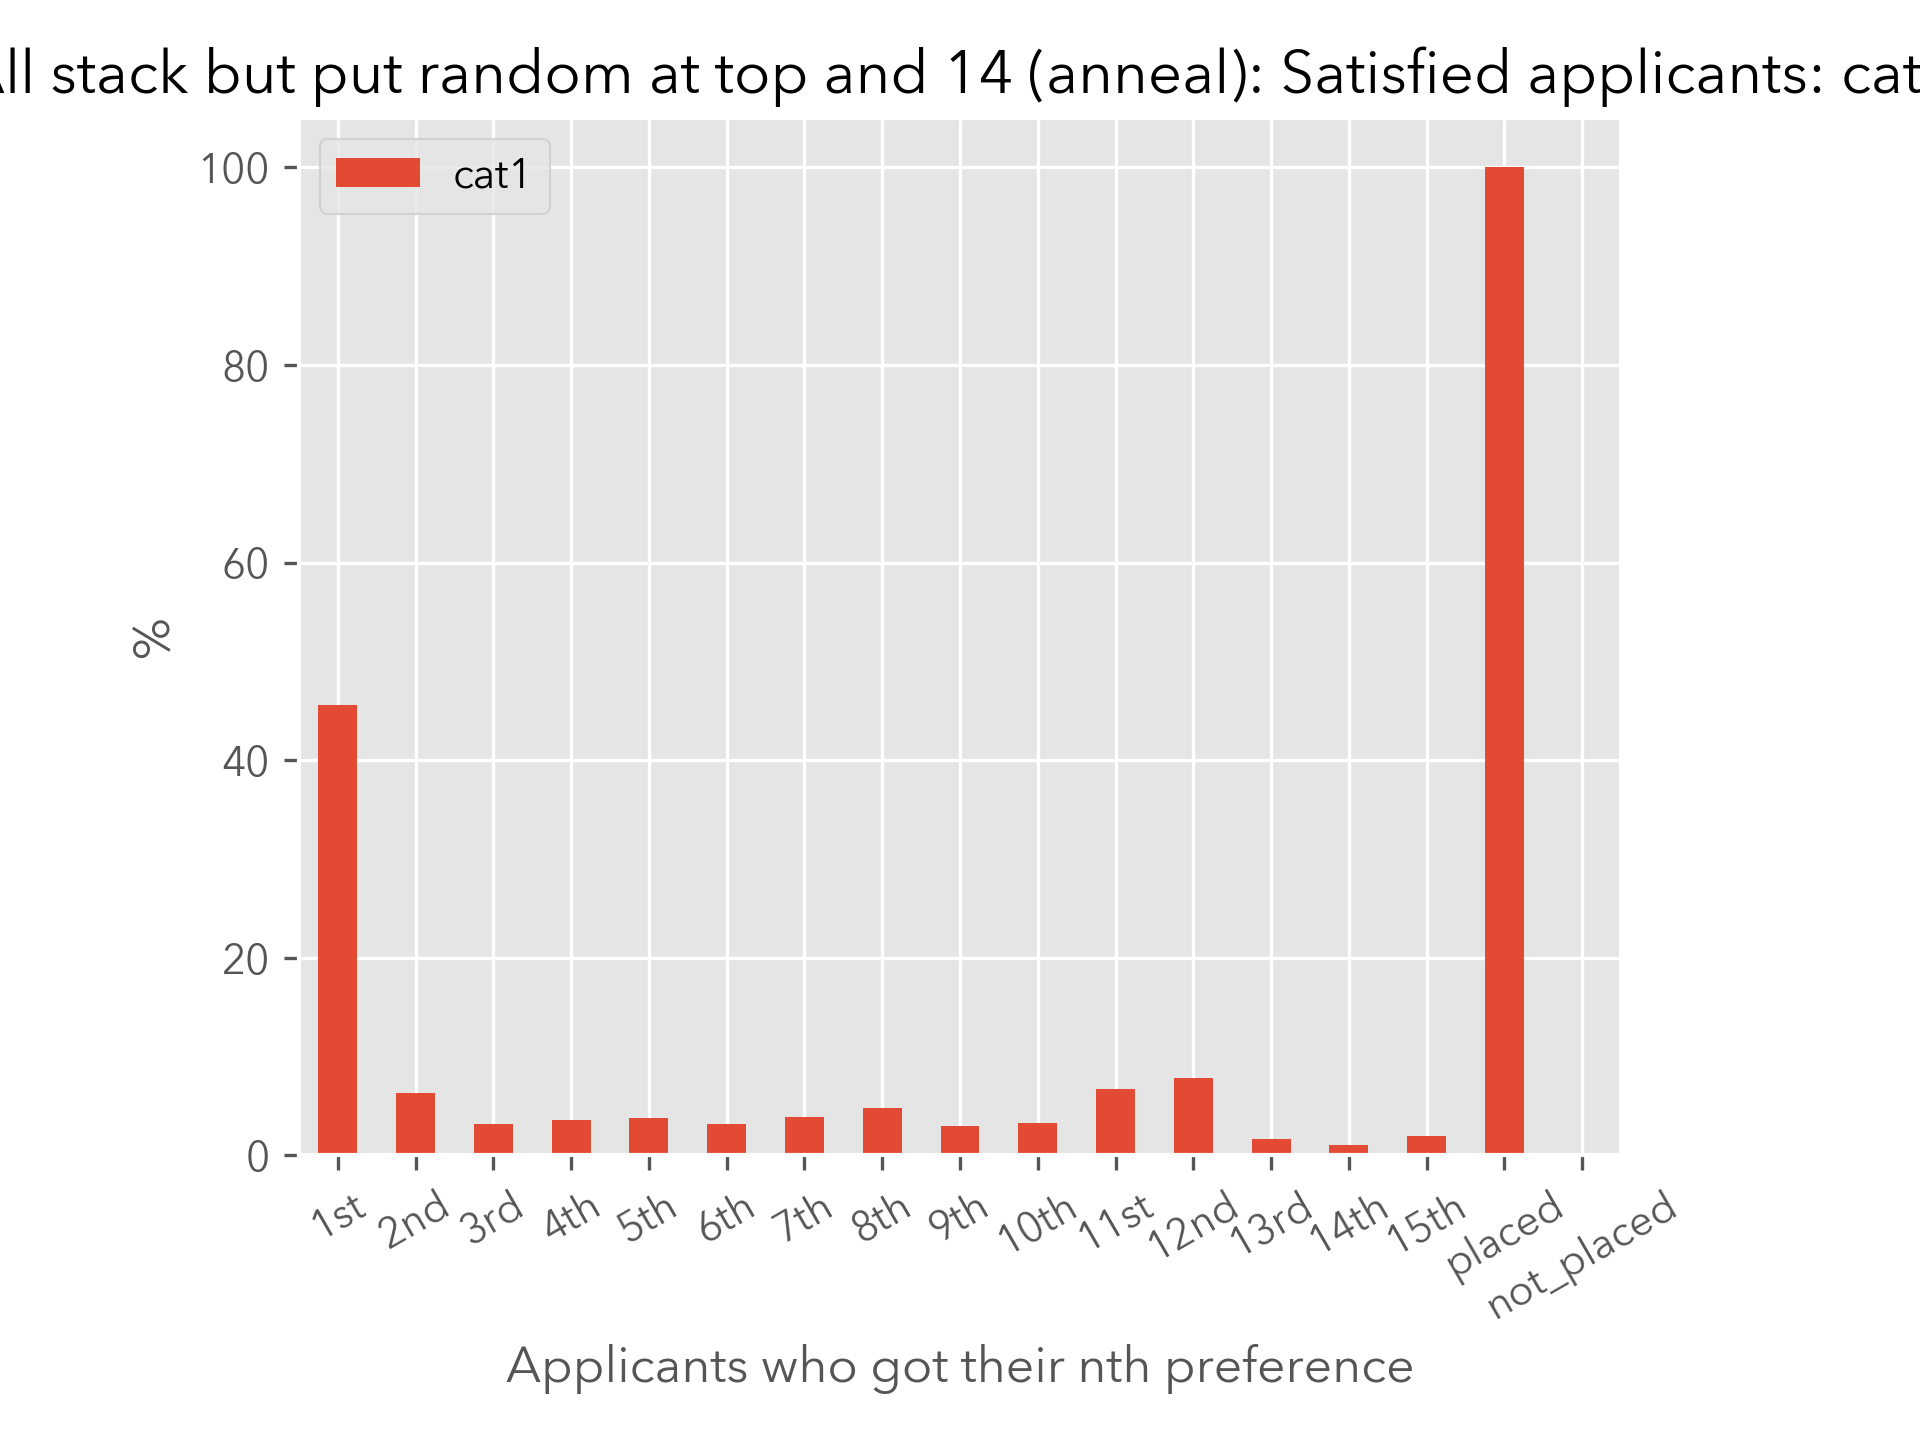 ll stack but put random at top and 14 (anneal): Satisfied applicants: cat
cat1
100
80
60
40
20
0
%
1st 2nd 3rd 4th 5th 6th 7th 8th 9th 10th 11st 12nd 13rd 14th 15th placed not_placed
Applicants who got their nth preference